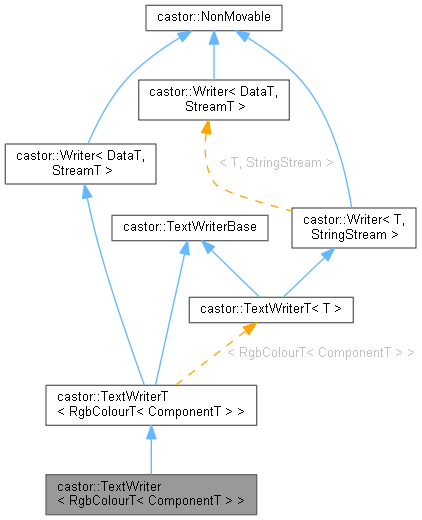 castor::NonMovable
castor::Writer< DataT,
StreamT >
castor::Writer< DataT,
StreamT >
< T, StringStream >
castor::Writer< T,
StringStream >
castor::TextWriterBase
castor::TextWriterT< T >
< RgbColourT< ComponentT > >
castor::TextWriterT
< RgbColourT< ComponentT > >
castor::TextWriter
< RgbColourT< ComponentT > >